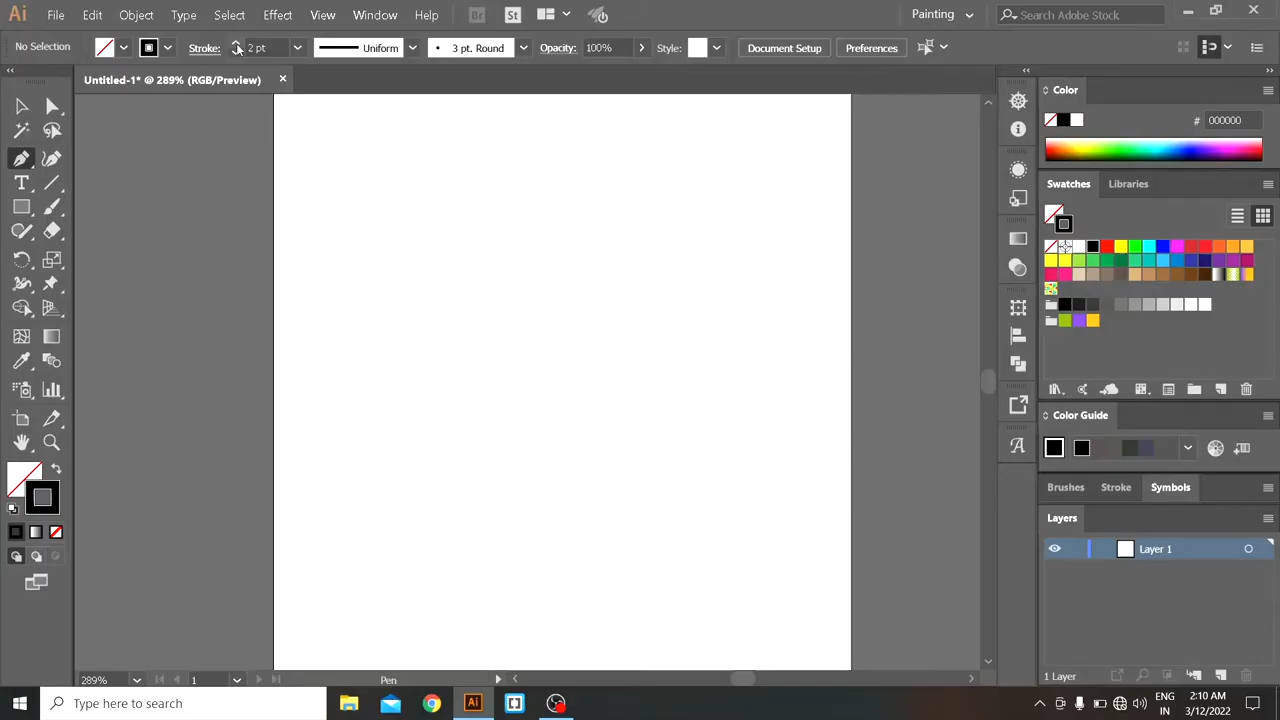 Ai File Edit Object Type Select Effect View Window Help Br St Painting Search Adobe Stock
No Selection Stroke: 2 pt Uniform 3 pt. Round Opacity: 100% Style: Document Setup Preferences
Untitled-1* @ 289% (RGB/Preview)
Color
# 000000
Swatches Libraries
Color Guide
Brushes Stroke Symbols
Layers
Layer 1
1 Layer
289% 1 Pen
Type here to search Ai ENG IN 2:10 AM 3/12/2022